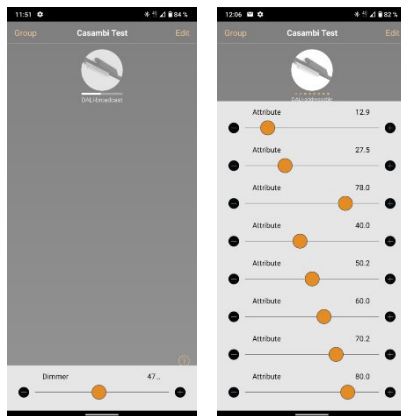 11:51 84 %
Group Casambi Test Edit
DALI-broadcast
Dimmer 47..
12:06 82 %
Group Casambi Test Edit
DALI-addressable
Attribute 12.9
Attribute 27.5
Attribute 78.0
Attribute 40.0
Attribute 50.2
Attribute 60.0
Attribute 70.2
Attribute 80.0